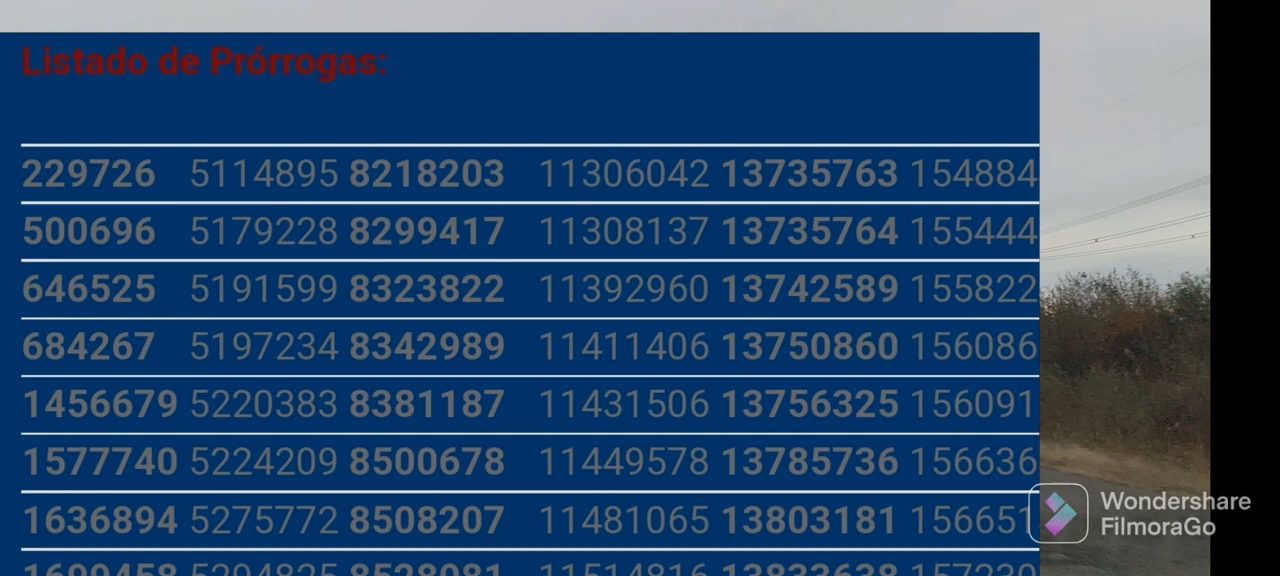 Listado de Prórrogas:
229726 5114895 8218203 11306042 13735763 154884
500696 5179228 8299417 11308137 13735764 155444
646525 5191599 8323822 11392960 13742589 155822
684267 5197234 8342989 11411406 13750860 156086
1456679 5220383 8381187 11431506 13756325 156091
1577740 5224209 8500678 11449578 13785736 156636
1636894 5275772 8508207 11481065 13803181 156651
Wondershare
FilmoraGo